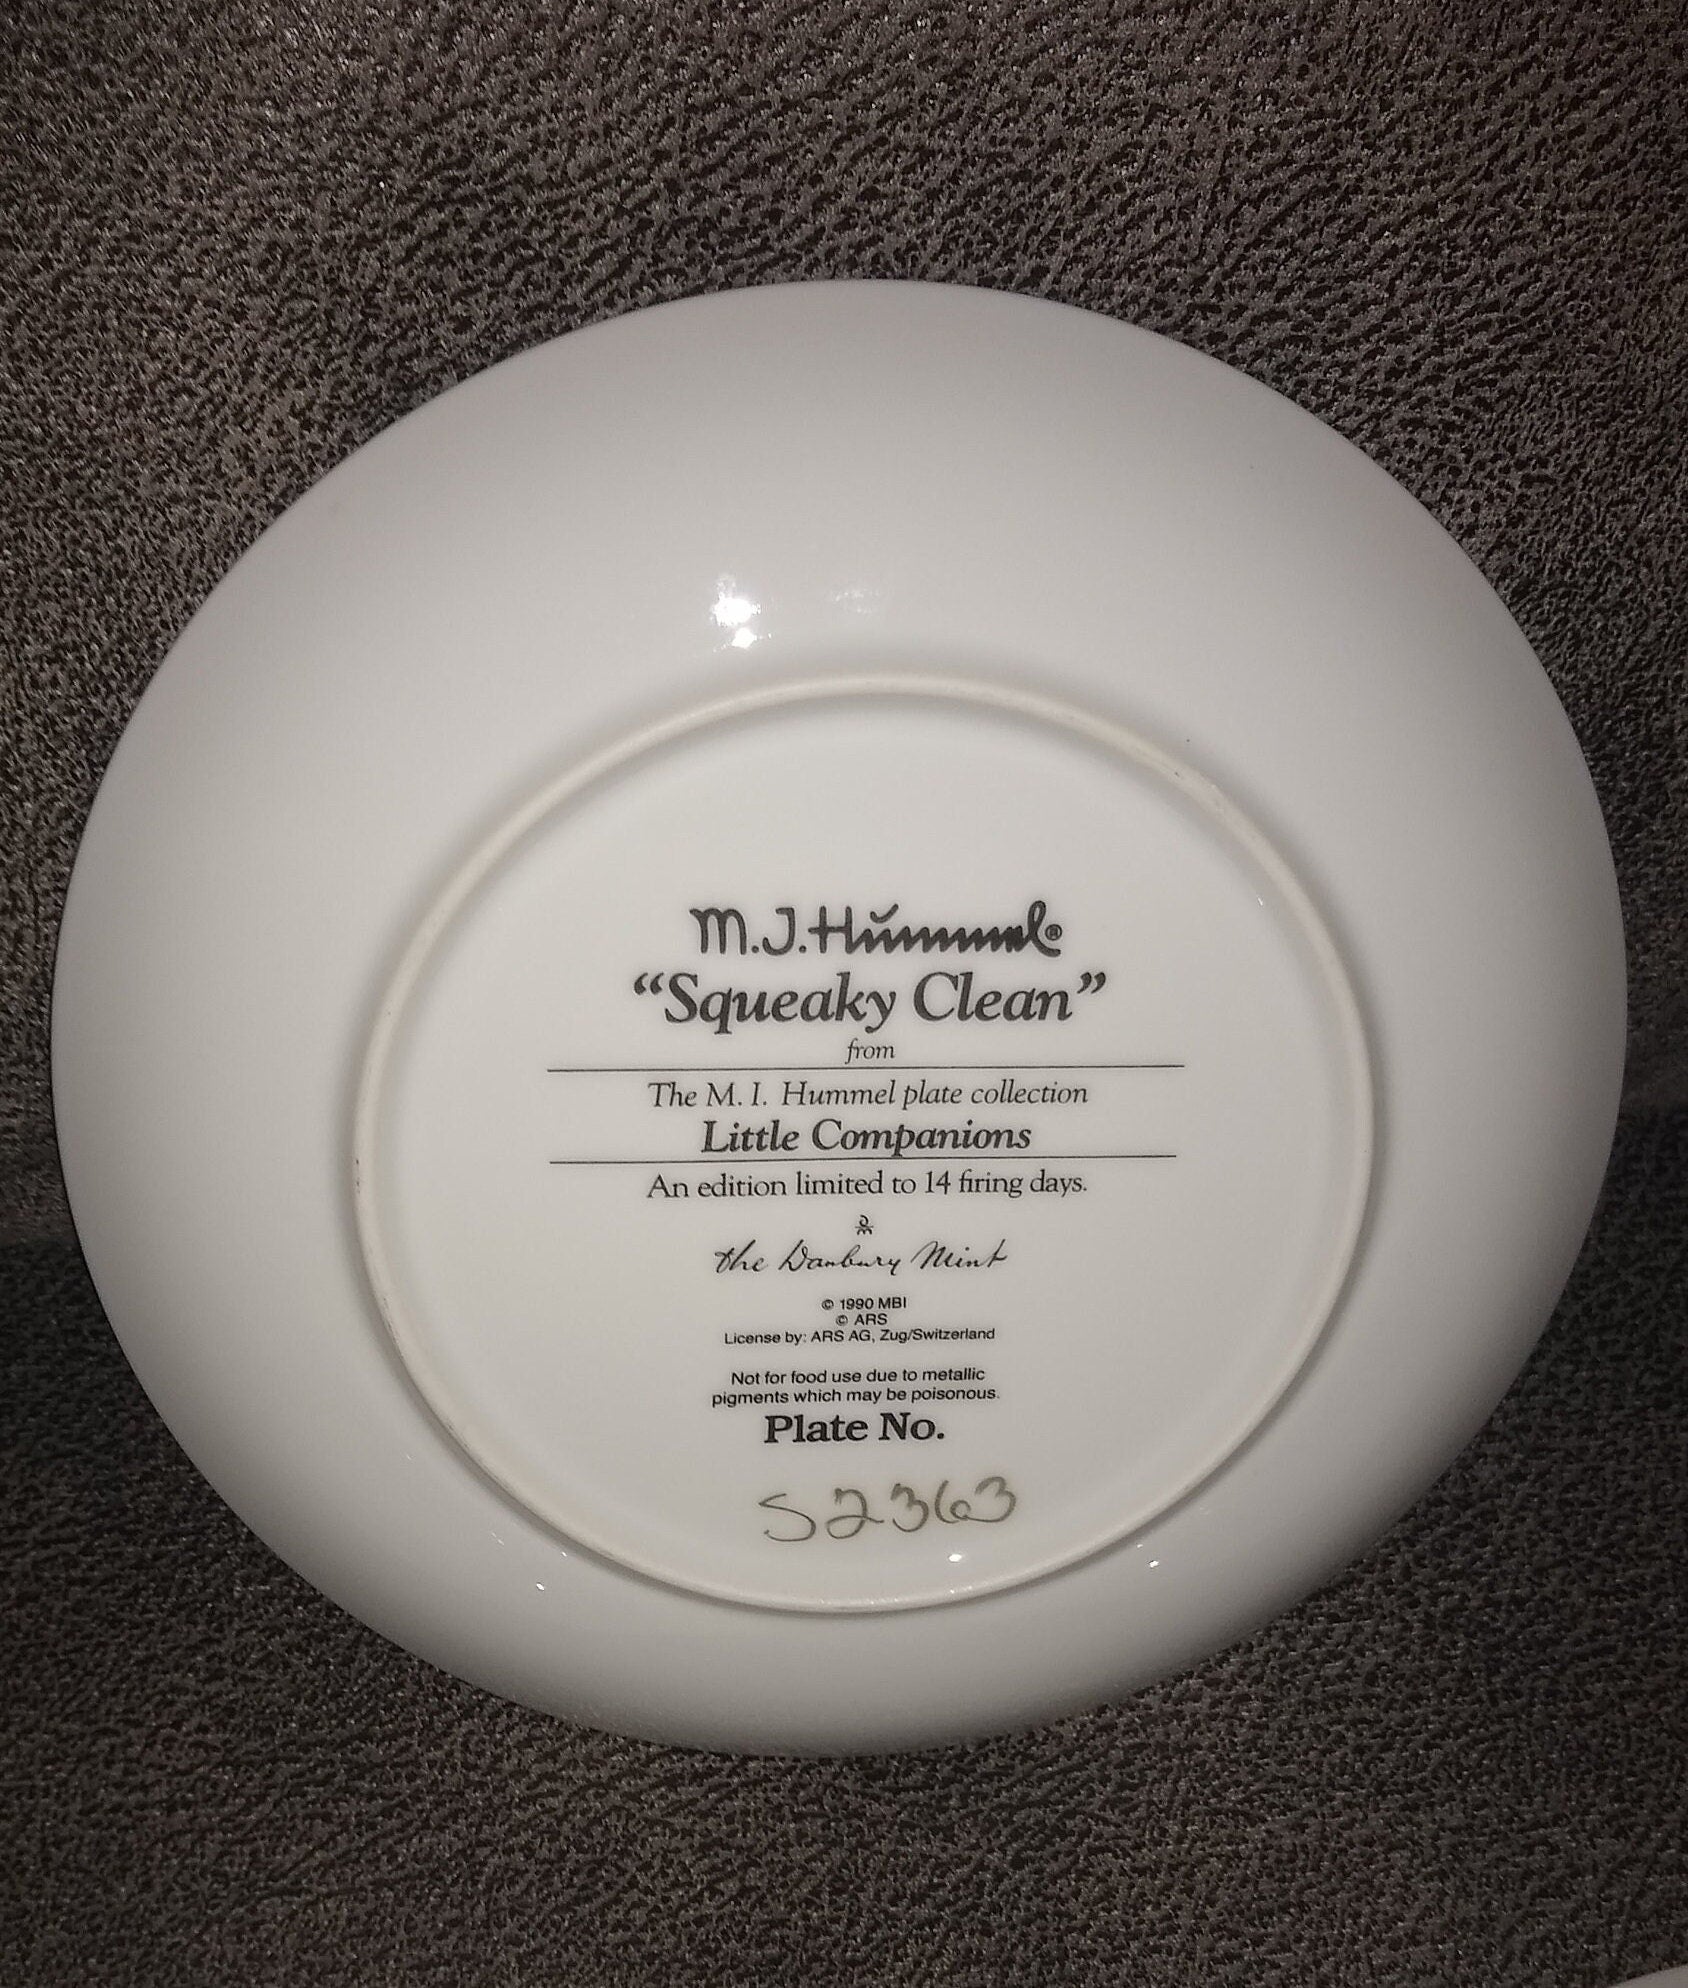 M.J.Hummel®
“Squeaky Clean”
from
The M. I. Hummel plate collection
Little Companions
An edition limited to 14 firing days.
the Danbury Mint
© 1990 MBI
© ARS
License by: ARS AG, Zug/Switzerland
Not for food use due to metallic
pigments which may be poisonous.
Plate No.
S2363